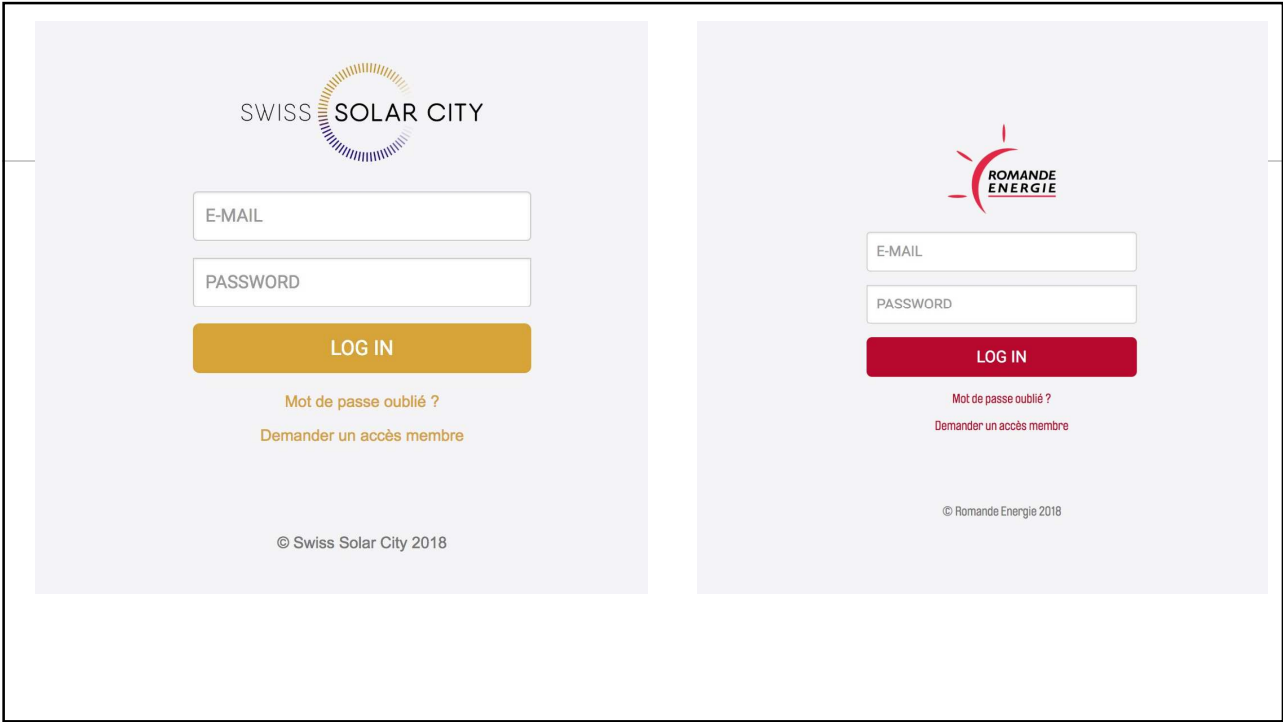 SWISS SOLAR CITY
E-MAIL
PASSWORD
LOG IN
Mot de passe oublié ?
Demander un accès membre
© Swiss Solar City 2018
ROMANDE
ENERGIE
E-MAIL
PASSWORD
LOG IN
Mot de passe oublié ?
Demander un accès membre
© Romande Energie 2018